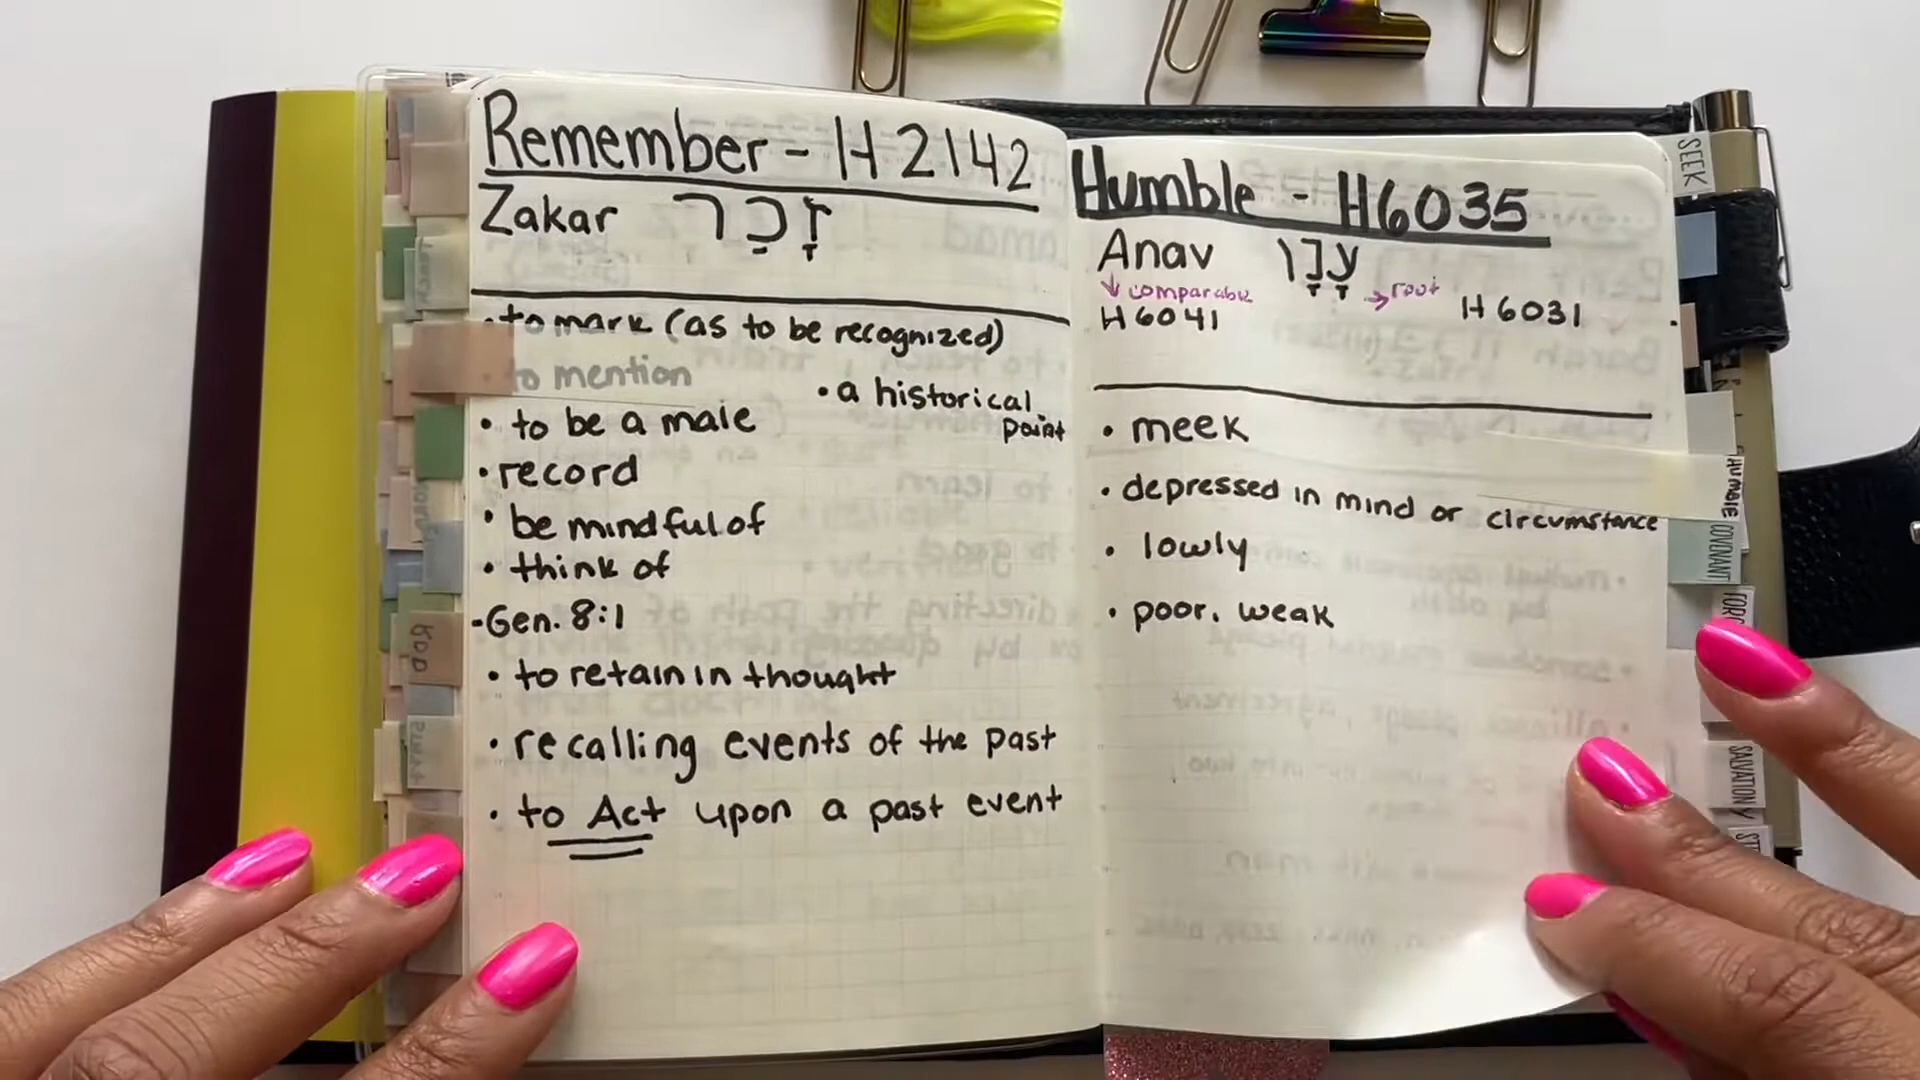 Remember - H2142
Zakar זָכַר
• to mark (as to be recognized)
• to mention
• a historical point
• to be a male
• record
• be mindful of
• think of
-Gen. 8:1
• to retain in thought
• recalling events of the past
• to Act upon a past event
Humble - H6035
Anav עָנָו
↓ comparable
→ root
H6041
H6031
• meek
• depressed in mind or circumstance
• lowly
• poor, weak
SEEK
HUMBLE
COVENANT
SALVATION
ROD